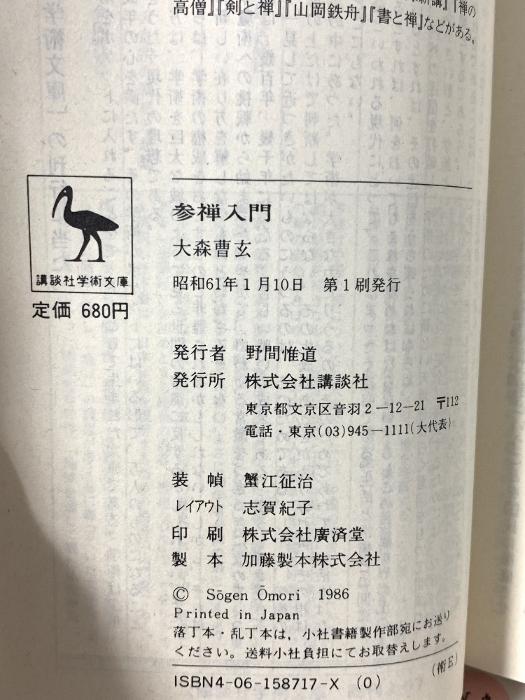 高僧』『剣と禅』『山岡鉄舟』『書と禅』などがある。
講談社学術文庫
定価 680円
参禅入門
大森曹玄
昭和61年1月10日 第1刷発行
発行者 野間惟道
発行所 株式会社講談社
東京都文京区音羽2-12-21 〒112
電話・東京(03)945-1111(大代表)
装幀 蟹江征治
レイアウト 志賀紀子
印刷 株式会社廣済堂
製本 加藤製本株式会社
© Sōgen Ōmori 1986
Printed in Japan
落丁本・乱丁本は、小社書籍製作部宛にお送り
ください。送料小社負担にてお取替えします。
(術E)
ISBN4-06-158717-X (0)